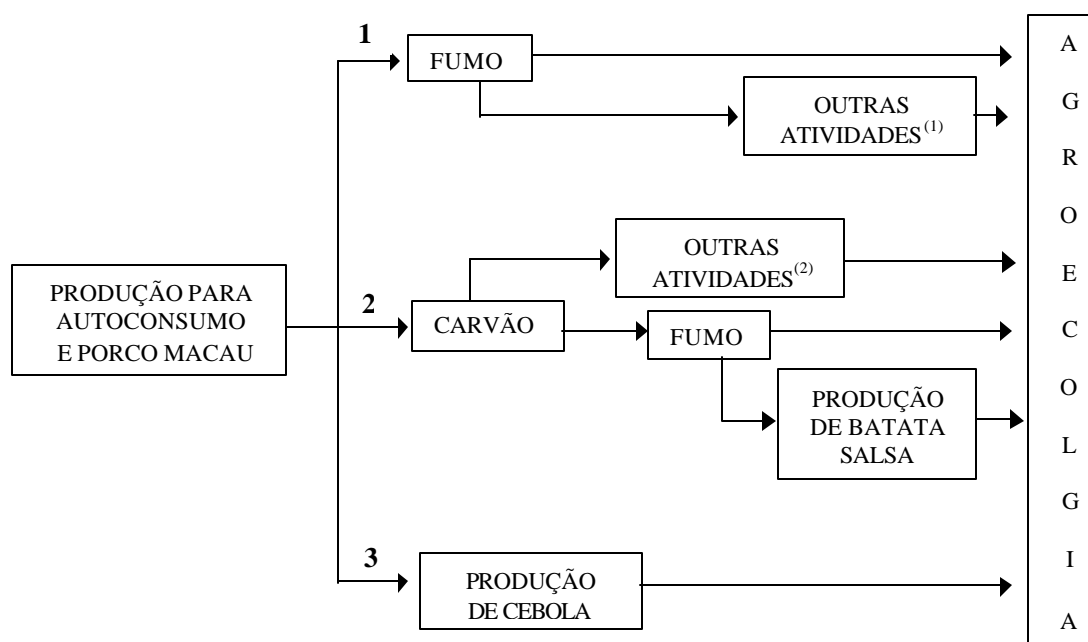 1
FUMO
OUTRAS
ATIVIDADES(1)
PRODUÇÃO PARA
AUTOCONSUMO
E PORCO MACAU
2
CARVÃO
OUTRAS
ATIVIDADES(2)
FUMO
PRODUÇÃO
DE BATATA
SALSA
3
PRODUÇÃO
DE CEBOLA
A
G
R
O
E
C
O
L
G
I
A